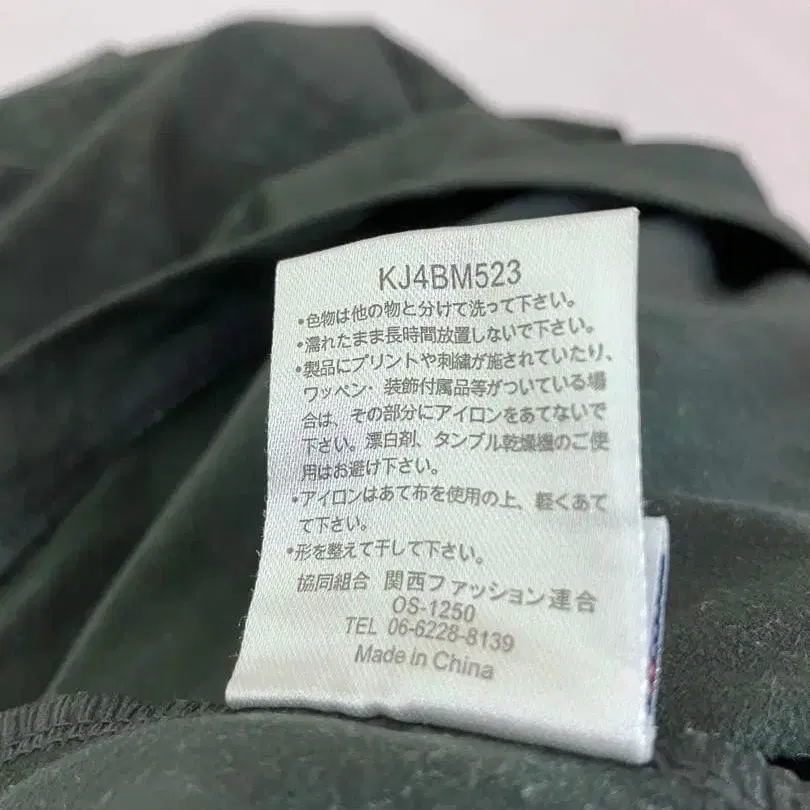 KJ4BM523
•色物は他の物と分けて洗って下さい。
•濡れたまま長時間放置しないで下さい。
•製品にプリントや刺繍が施されていたり、
ワッペン・装飾付属品等がついている場
合は、その部分にアイロンをあてないで
下さい。漂白剤、タンブル乾燥機のご使
用はお避け下さい。
•アイロンはあて布を使用の上、軽くあて
て下さい。
•形を整えて干して下さい。
協同組合 関西ファッション連合
OS-1250
TEL 06-6228-8139
Made in China